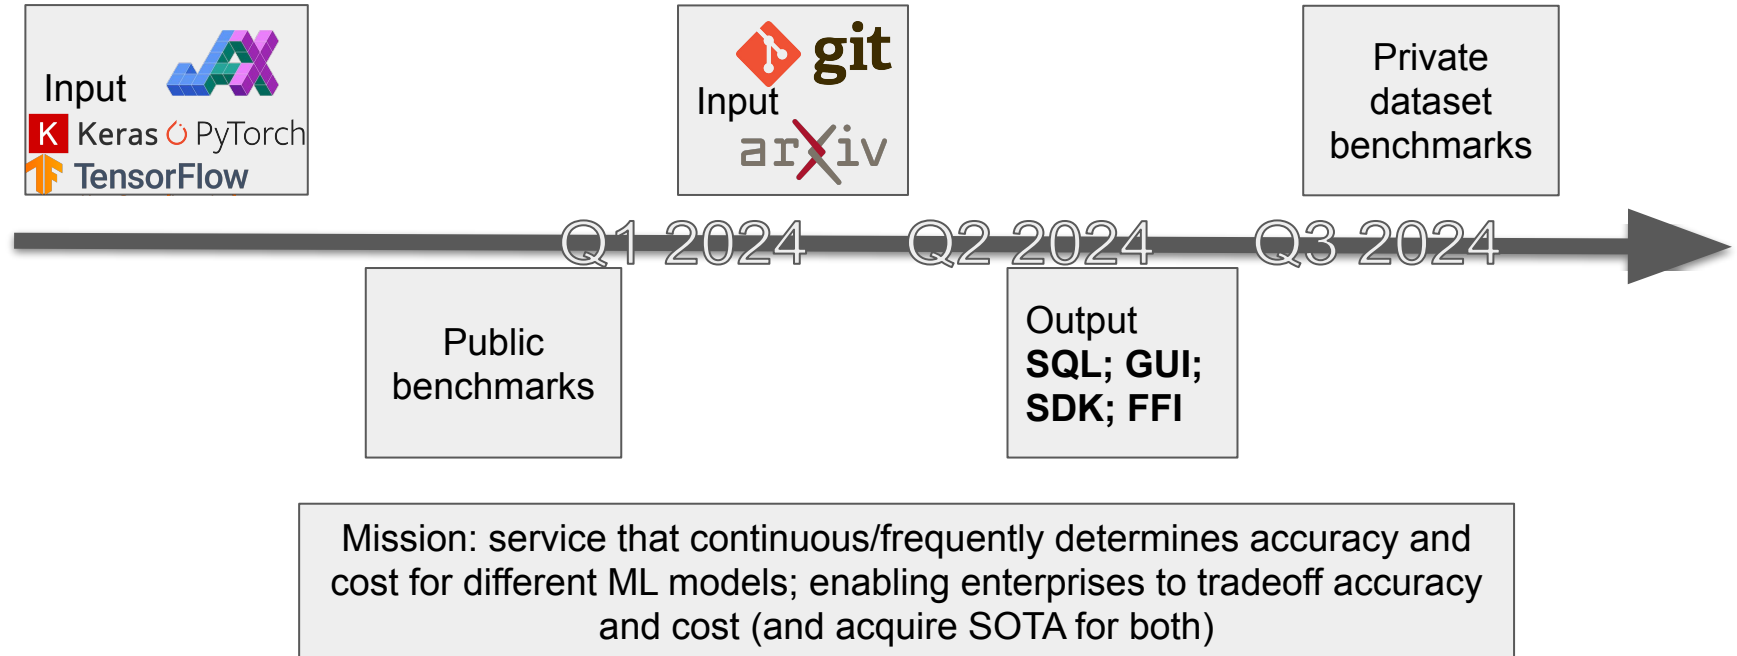 JAX
Input
K Keras PyTorch
TensorFlow
git
Input
arXiv
Private
dataset
benchmarks
Q1 2024 Q2 2024 Q3 2024
Public
benchmarks
Output
SQL; GUI;
SDK; FFI
Mission: service that continuous/frequently determines accuracy and
cost for different ML models; enabling enterprises to tradeoff accuracy
and cost (and acquire SOTA for both)